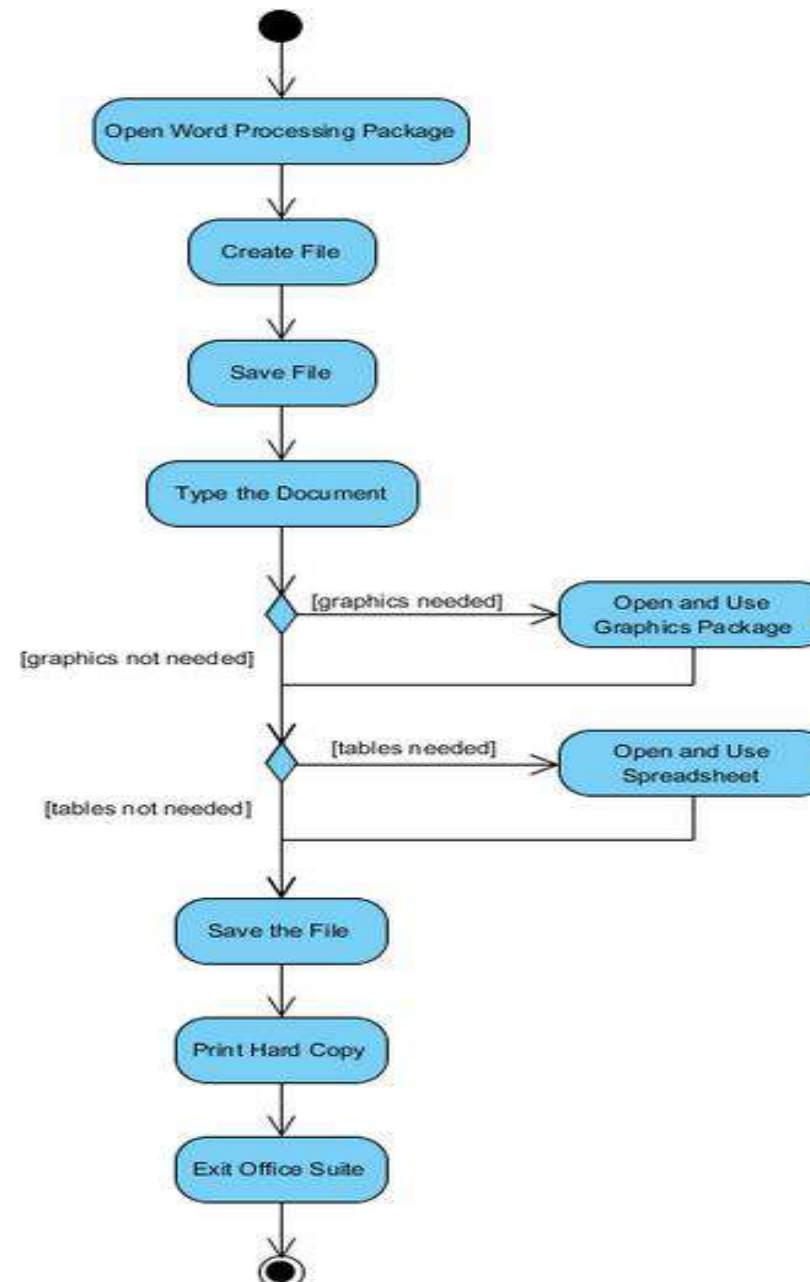 Open Word Processing Package
Create File
Save File
Type the Document
[graphics needed]
Open and Use
Graphics Package
[graphics not needed]
[tables needed]
Open and Use
Spreadsheet
[tables not needed]
Save the File
Print Hard Copy
Exit Office Suite